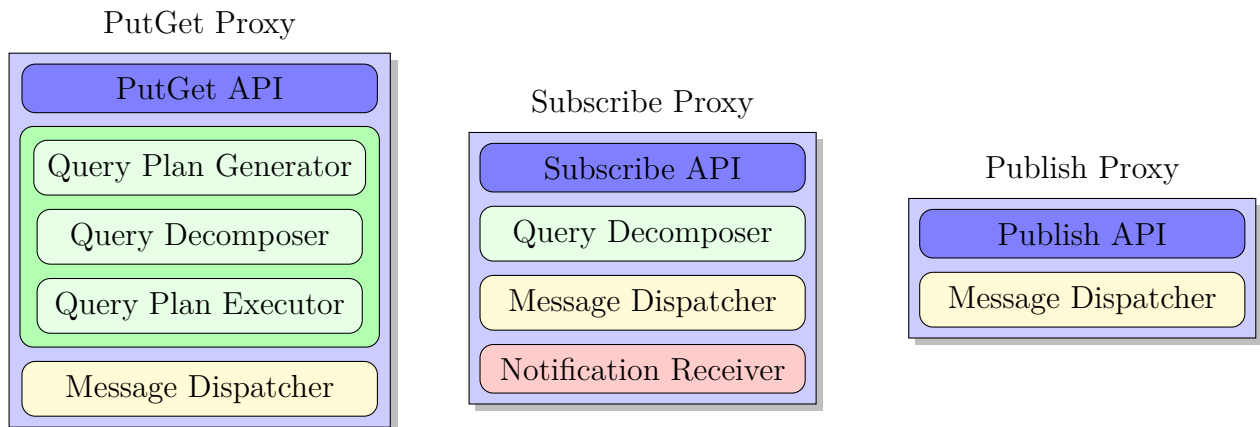 PutGet Proxy
PutGet API
Query Plan Generator
Query Decomposer
Query Plan Executor
Message Dispatcher
Subscribe Proxy
Subscribe API
Query Decomposer
Message Dispatcher
Notification Receiver
Publish Proxy
Publish API
Message Dispatcher